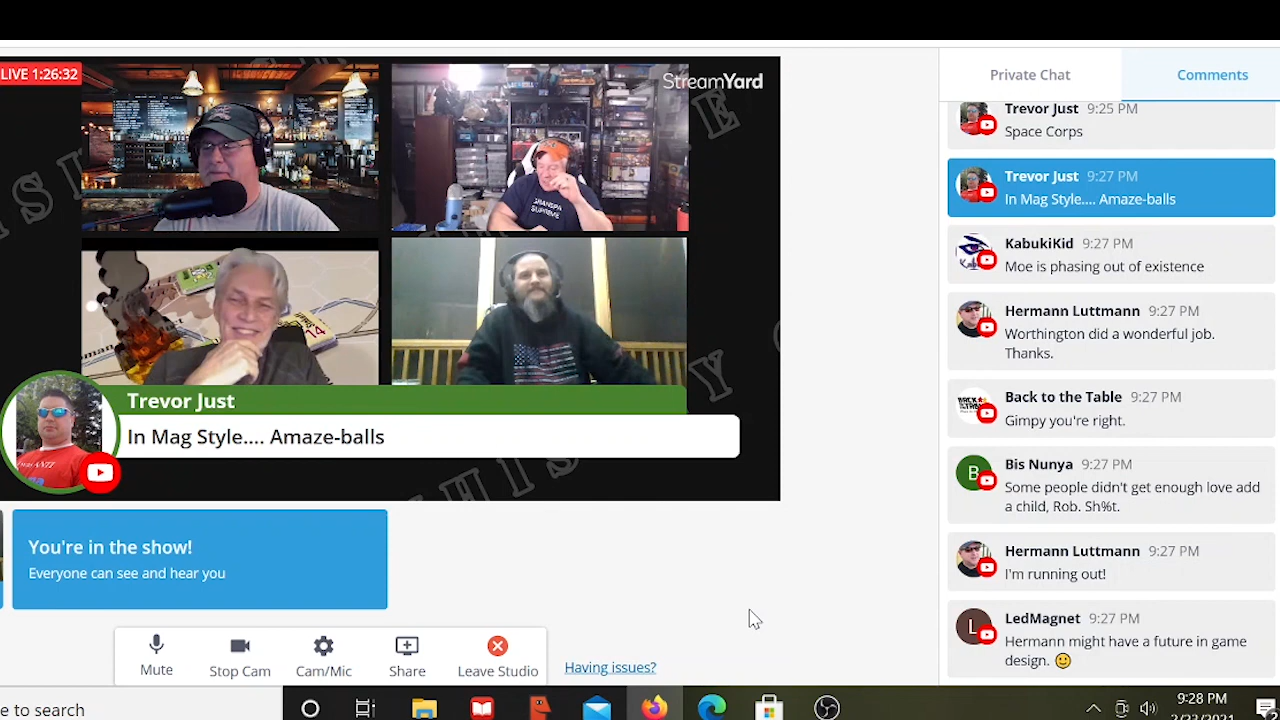 LIVE 1:26:32
StreamYard
14
Trevor Just
In Mag Style.... Amaze-balls
You're in the show!
Everyone can see and hear you
Mute
Stop Cam
Cam/Mic
Share
Leave Studio
Having issues?
Private Chat
Comments
Trevor Just 9:25 PM
Space Corps
Trevor Just 9:27 PM
In Mag Style.... Amaze-balls
KabukiKid 9:27 PM
Moe is phasing out of existence
Hermann Luttmann 9:27 PM
Worthington did a wonderful job.
Thanks.
Back to the Table 9:27 PM
Gimpy you're right.
B
Bis Nunya 9:27 PM
Some people didn't get enough love add
a child, Rob. Sh%t.
Hermann Luttmann 9:27 PM
I'm running out!
L
LedMagnet 9:27 PM
Hermann might have a future in game
design.
e to search
9:28 PM